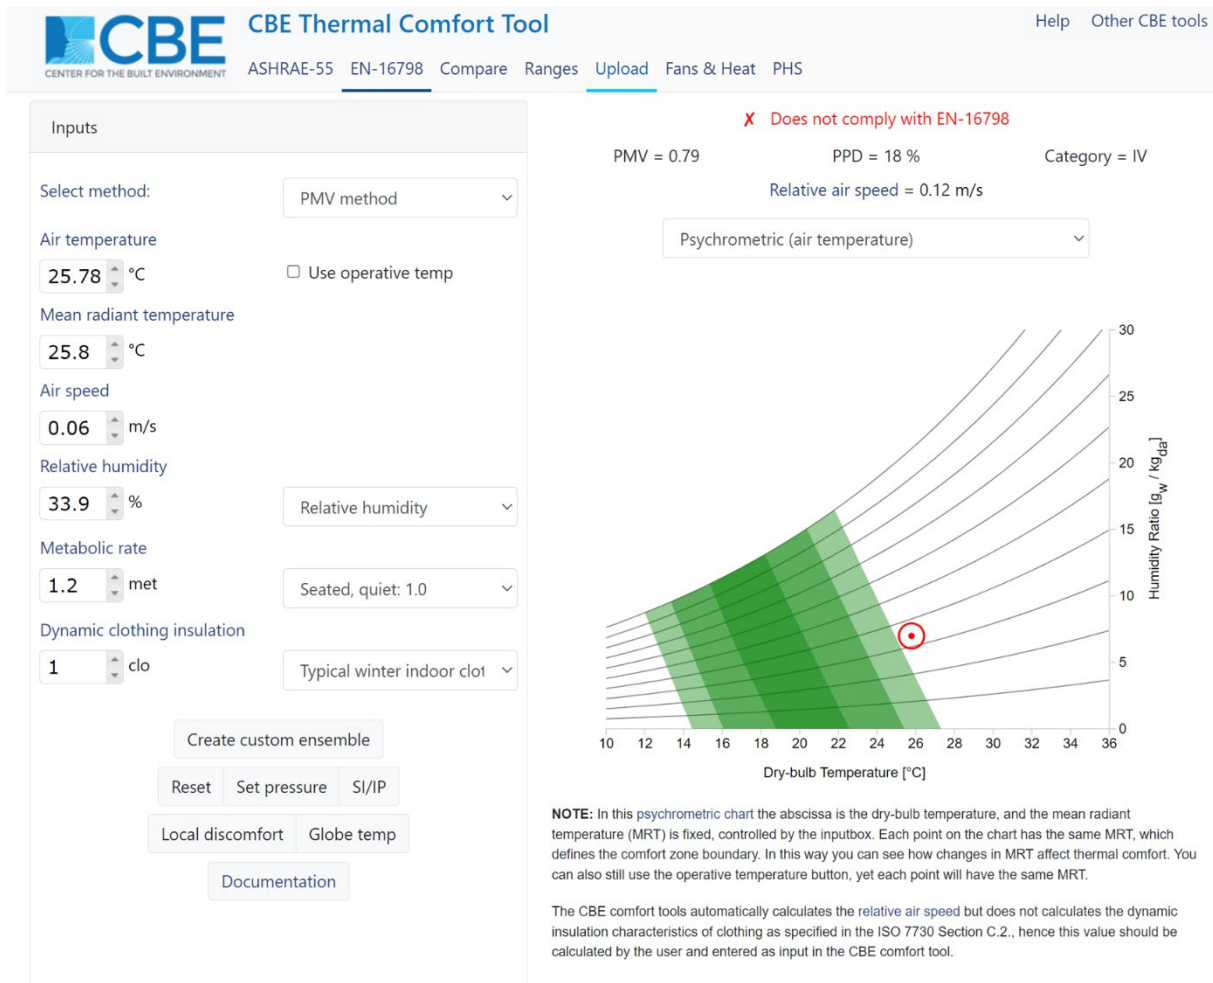 CBE
CENTER FOR THE BUILT ENVIRONMENT
CBE Thermal Comfort Tool
Help Other CBE tools
ASHRAE-55 EN-16798 Compare Ranges Upload Fans & Heat PHS
Inputs
Select method:
PMV method
Air temperature
25.78 °C
Use operative temp
Mean radiant temperature
25.8 °C
Air speed
0.06 m/s
Relative humidity
33.9 %
Relative humidity
Metabolic rate
1.2 met
Seated, quiet: 1.0
Dynamic clothing insulation
1 clo
Typical winter indoor clot
Create custom ensemble
Reset Set pressure SI/IP
Local discomfort Globe temp
Documentation
✗ Does not comply with EN-16798
PMV = 0.79 PPD = 18 % Category = IV
Relative air speed = 0.12 m/s
Psychrometric (air temperature)
30
25
20
15
10
5
0
Humidity Ratio [gw / kgda]
10 12 14 16 18 20 22 24 26 28 30 32 34 36
Dry-bulb Temperature [°C]
NOTE: In this psychrometric chart the abscissa is the dry-bulb temperature, and the mean radiant
temperature (MRT) is fixed, controlled by the inputbox. Each point on the chart has the same MRT, which
defines the comfort zone boundary. In this way you can see how changes in MRT affect thermal comfort. You
can also still use the operative temperature button, yet each point will have the same MRT.
The CBE comfort tools automatically calculates the relative air speed but does not calculates the dynamic
insulation characteristics of clothing as specified in the ISO 7730 Section C.2., hence this value should be
calculated by the user and entered as input in the CBE comfort tool.